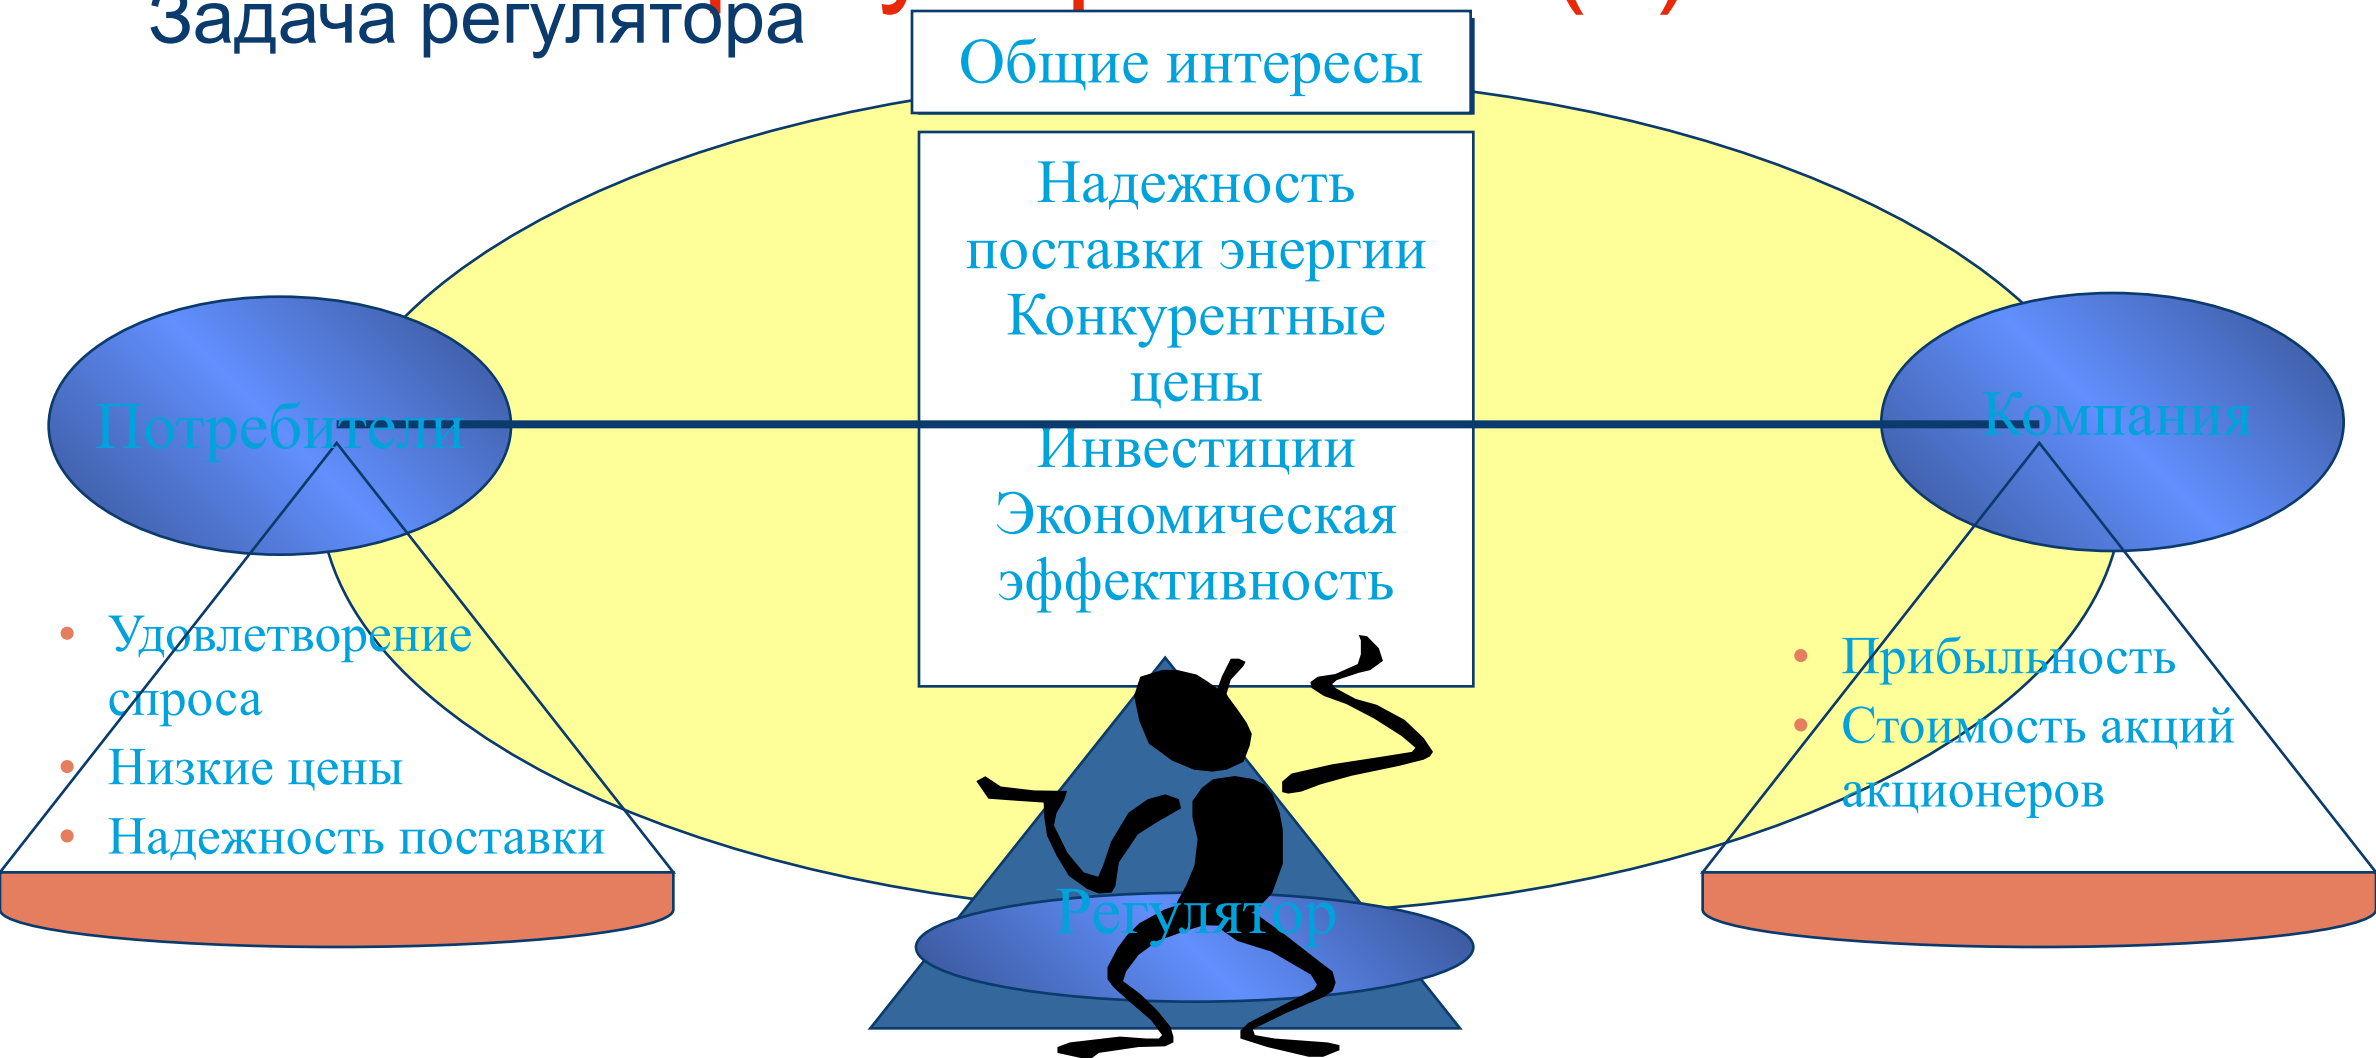 Задача регулятора
Общие интересы
Надежность
поставки энергии
Конкурентные
цены
Инвестиции
Экономическая
эффективность
Потребители
Компания
• Удовлетворение
спроса
• Низкие цены
• Надежность поставки
• Прибыльность
• Стоимость акций
акционеров
Регулятор